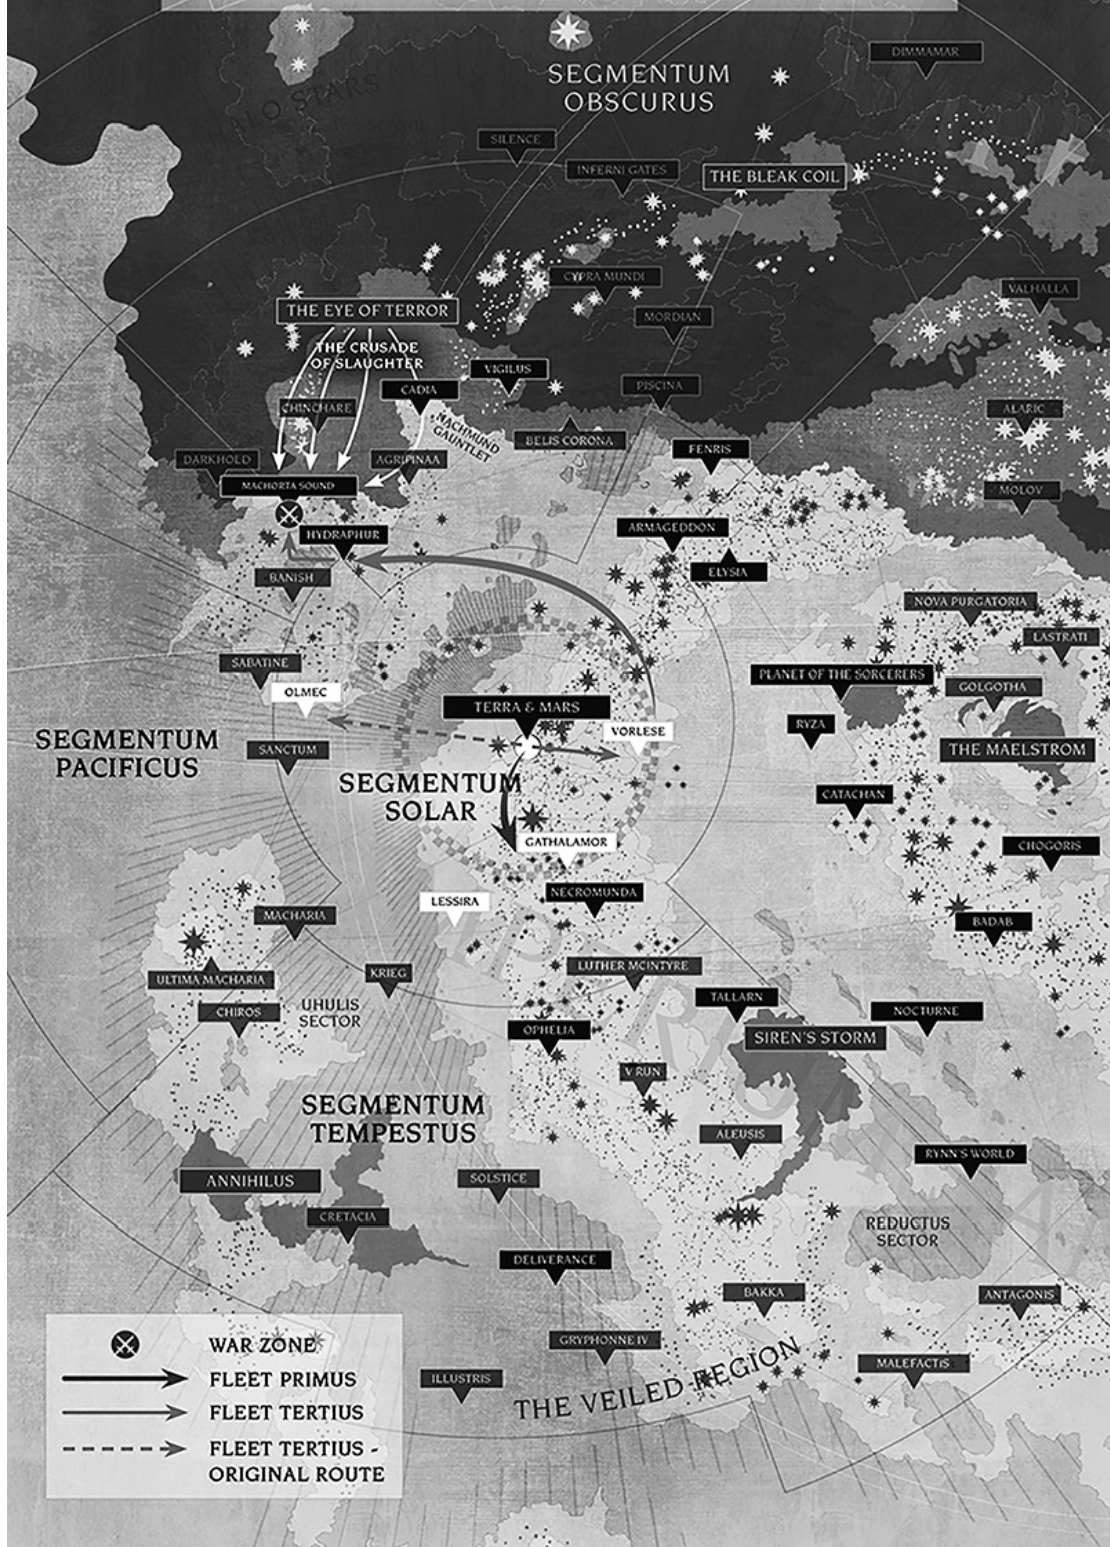 DIMMAMAR
SEGMENTUM
OBSCURUS
HALO STARS
SILENCE
INFERNI GATES
THE BLEAK COIL
CYPRA MUNDI
VALHALLA
THE EYE OF TERROR
MORDIAN
THE CRUSADE
OF SLAUGHTER
VIGILUS
CADIA
PISCINA
CHINCHARE
ALARIC
NACHMUND
GAUNTLET
BELIS CORONA
FENRIS
DARKHOLD
AGRIPINAA
MACHORTA SOUND
MOLOV
ARMAGEDDON
HYDRAPHUR
ELYSIA
BANISH
NOVA PURGATORIA
LASTRATI
SABATINE
OLMEC
PLANET OF THE SORCERERS
GOLGOTHA
TERRA & MARS
RYZA
VORLESE
SEGMENTUM
PACIFICUS
SANCTUM
THE MAELSTROM
SEGMENTUM
SOLAR
CATACHAN
GATHALAMOR
CHOGORIS
NECROMUNDA
LESSIRA
MACHARIA
BADAB
LUTHER MCINTYRE
KRIEG
ULTIMA MACHARIA
TALLARN
UHULIS
SECTOR
CHIROS
NOCTURNE
OPHELIA
SIREN'S STORM
V RUN
SEGMENTUM
TEMPESTUS
ALEUSIS
RYNN'S WORLD
ANNIHILUS
SOLSTICE
CRETACIA
REDUCTUS
SECTOR
DELIVERANCE
BAKKA
ANTAGONIS
GRYPHONNE IV
MALEFACTIS
ILLUSTRIS
THE VEILED REGION
WAR ZONE
FLEET PRIMUS
FLEET TERTIUS
FLEET TERTIUS -
ORIGINAL ROUTE